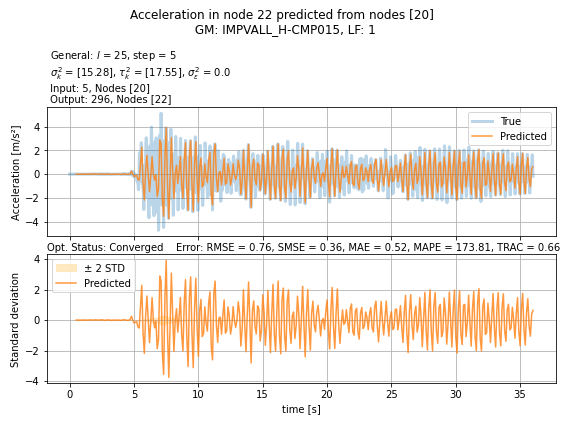 Acceleration in node 22 predicted from nodes [20]
GM: IMPVALL_H-CMP015, LF: 1
General: l = 25, step = 5
σ²ₖ = [15.28], τ²ₖ = [17.55], σ²ε = 0.0
Input: 5, Nodes [20]
Output: 296, Nodes [22]
Acceleration [m/s²]
4
2
0
−2
−4
True
Predicted
Opt. Status: Converged Error: RMSE = 0.76, SMSE = 0.36, MAE = 0.52, MAPE = 173.81, TRAC = 0.66
Standard deviation
4
2
0
−2
−4
± 2 STD
Predicted
0 5 10 15 20 25 30 35
time [s]